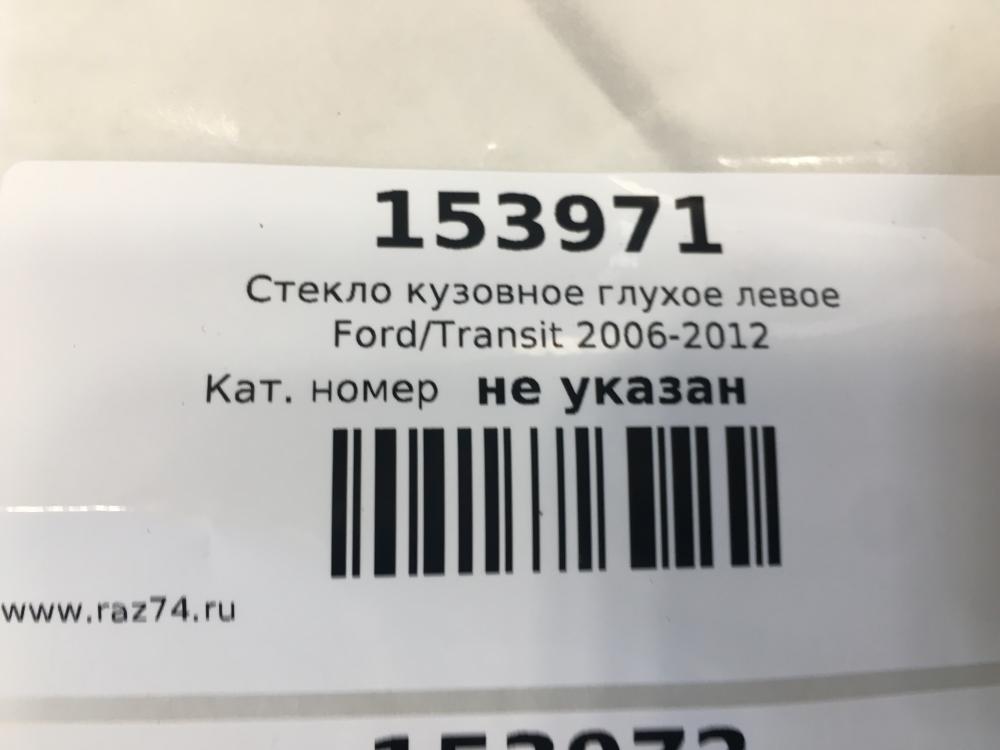 153971
Стекло кузовное глухое левое
Ford/Transit 2006-2012
Кат. номер не указан
www.raz74.ru